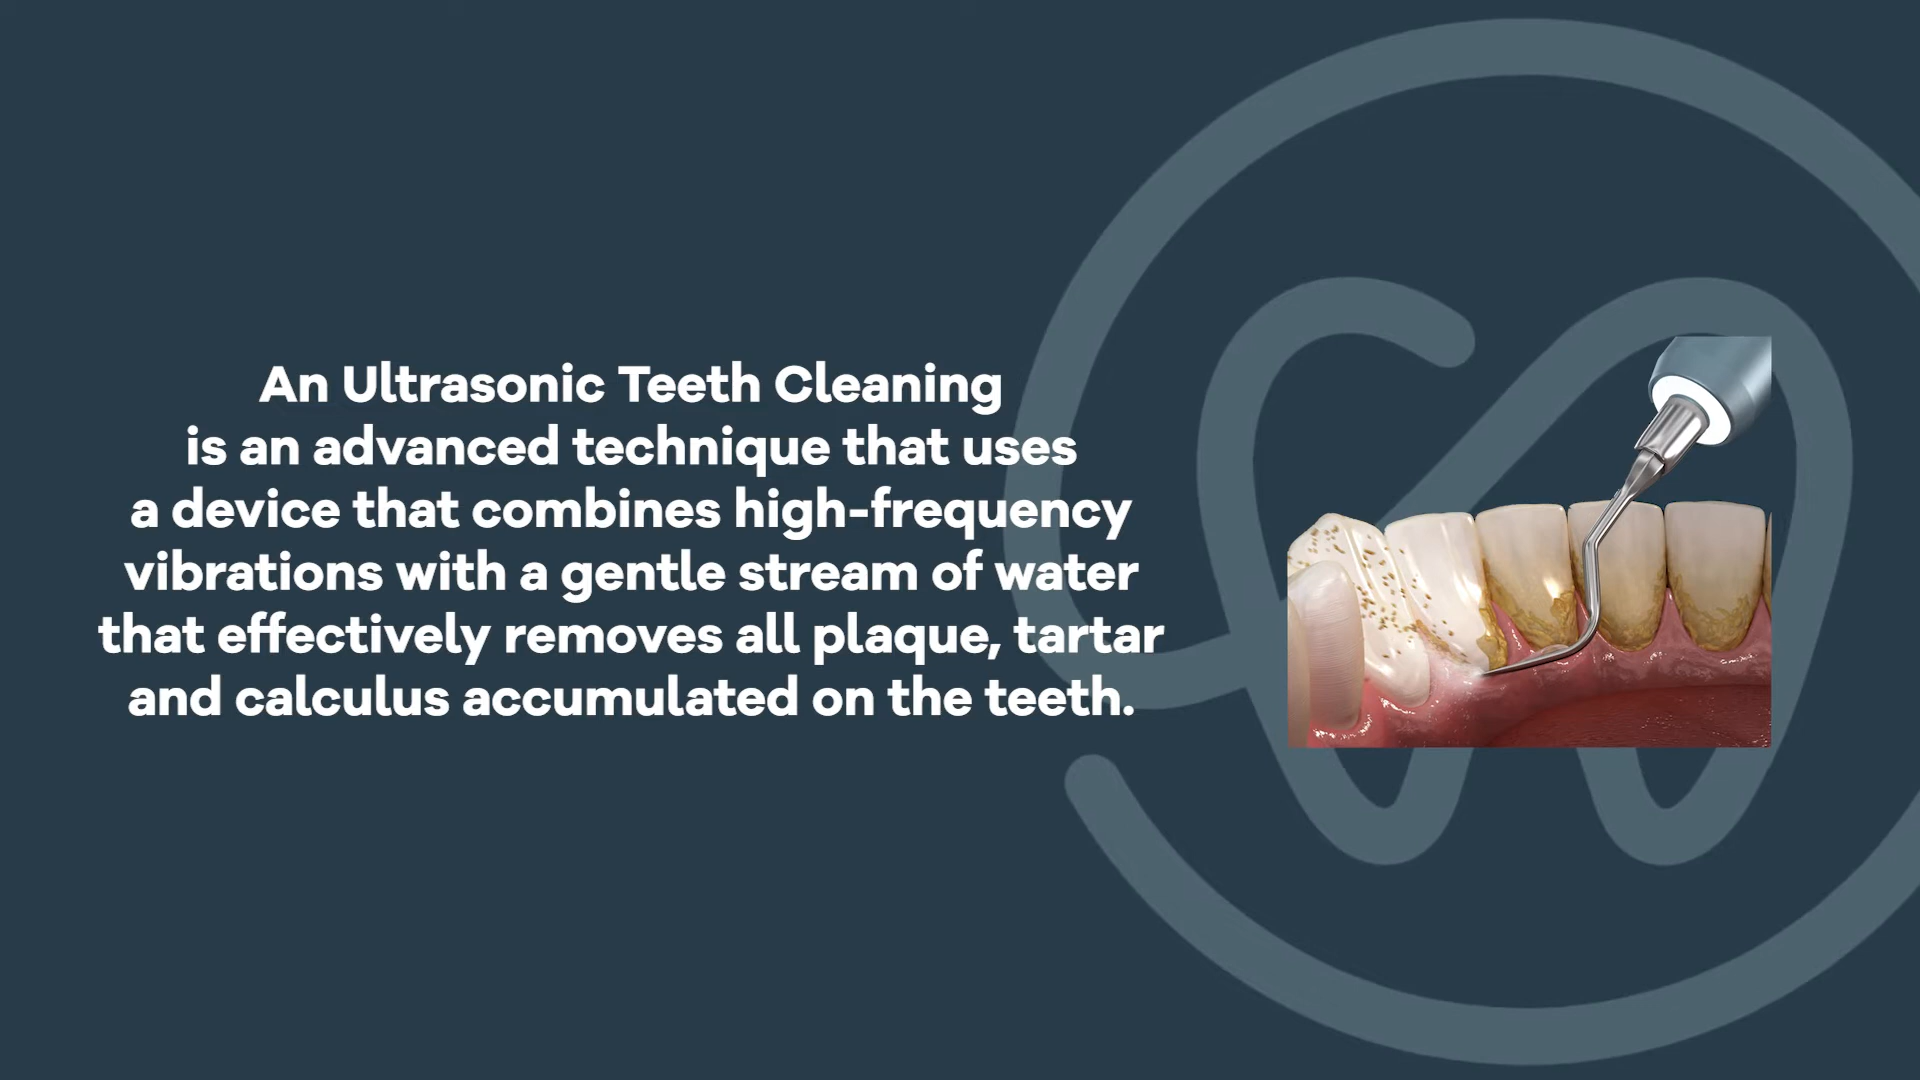 An Ultrasonic Teeth Cleaning
is an advanced technique that uses
a device that combines high-frequency
vibrations with a gentle stream of water
that effectively removes all plaque, tartar
and calculus accumulated on the teeth.